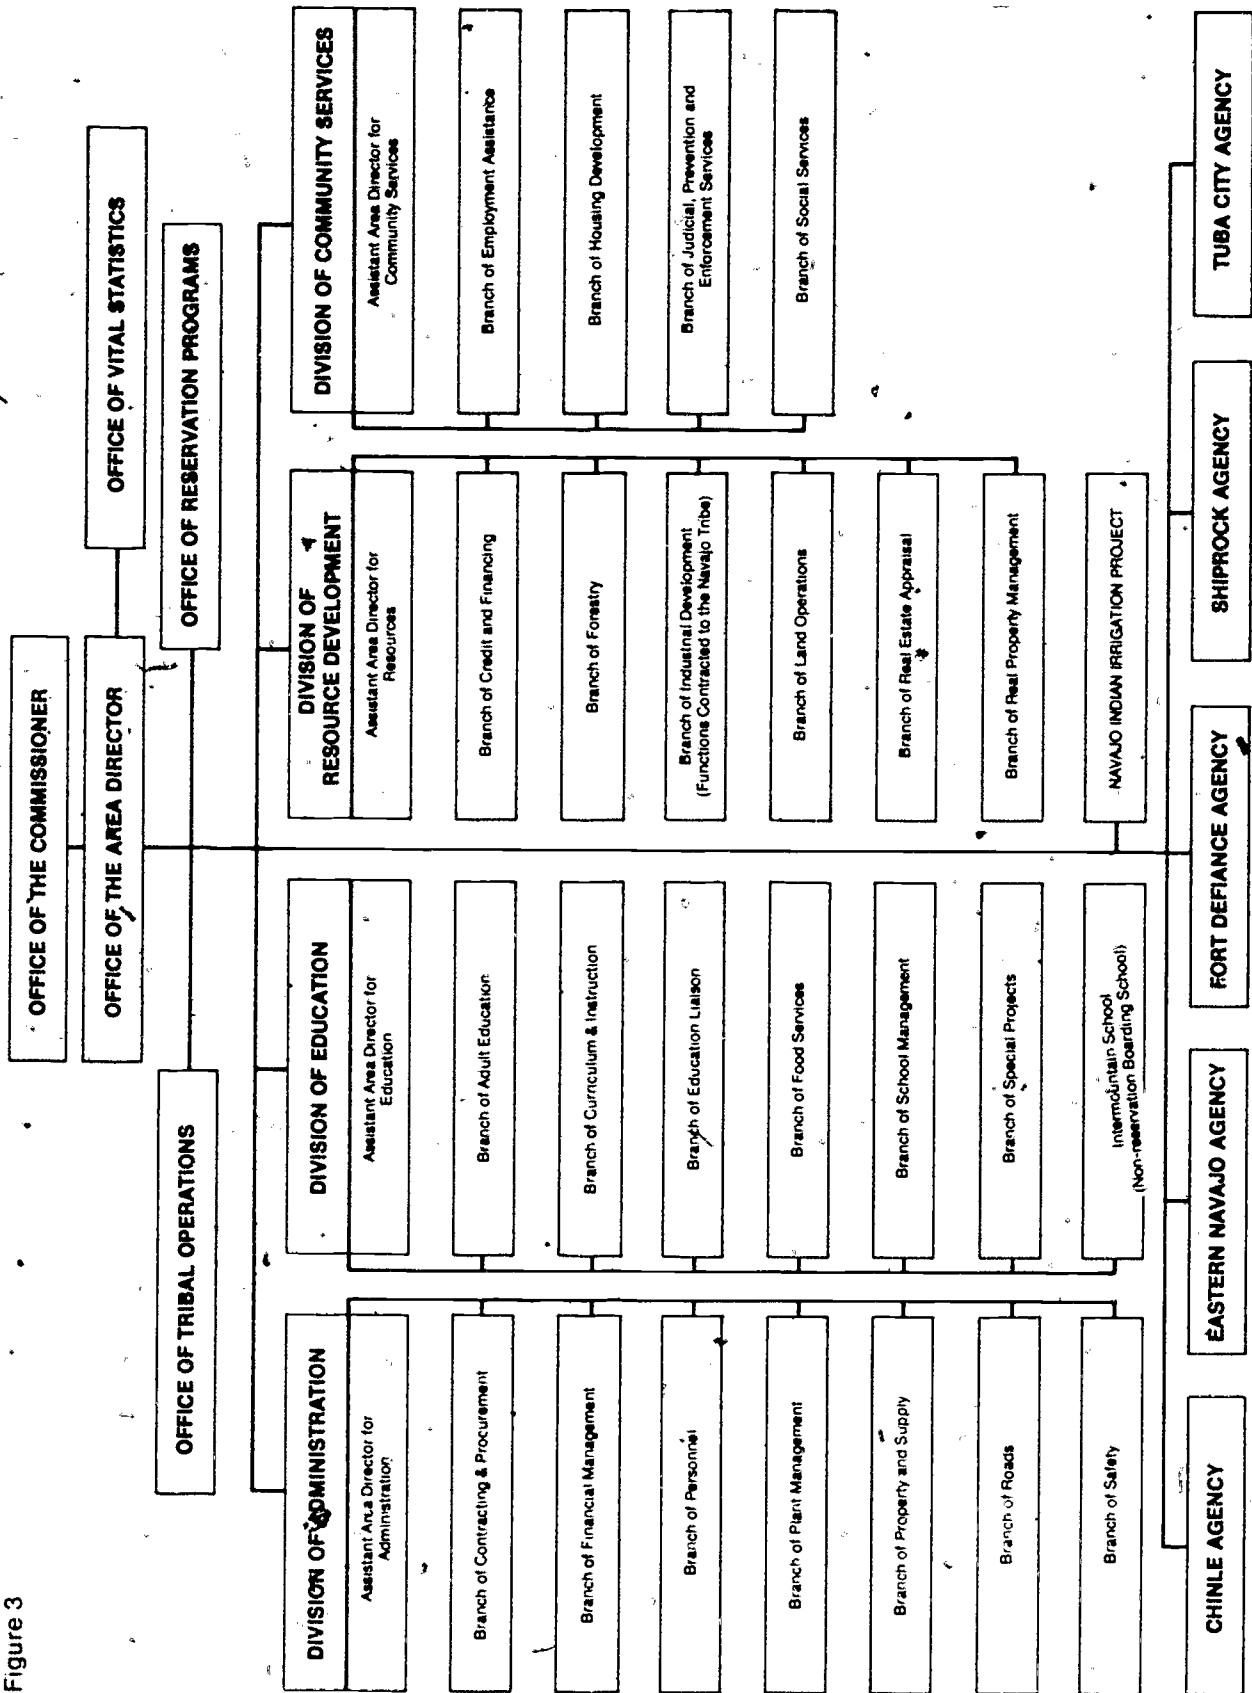 Figure 3
OFFICE OF THE COMMISSIONER
OFFICE OF THE AREA DIRECTOR
OFFICE OF VITAL STATISTICS
OFFICE OF TRIBAL OPERATIONS
OFFICE OF RESERVATION PROGRAMS
DIVISION OF ADMINISTRATION
Assistant Area Director for
Administration
Branch of Contracting & Procurement
Branch of Financial Management
Branch of Personnel
Branch of Plant Management
Branch of Property and Supply
Branch of Roads
Branch of Safety
DIVISION OF EDUCATION
Assistant Area Director for
Education
Branch of Adult Education
Branch of Curriculum & Instruction
Branch of Education Liaison
Branch of Food Services
Branch of School Management
Branch of Special Projects
Intermountain School
(Non-reservation Boarding School)
DIVISION OF
RESOURCE DEVELOPMENT
Assistant Area Director for
Resources
Branch of Credit and Financing
Branch of Forestry
Branch of Industrial Development
(Functions Contracted to the Navajo Tribe)
Branch of Land Operations
Branch of Real Estate Appraisal
Branch of Real Property Management
NAVAJO INDIAN IRRIGATION PROJECT
DIVISION OF COMMUNITY SERVICES
Assistant Area Director for
Community Services
Branch of Employment Assistance
Branch of Housing Development
Branch of Judicial, Prevention and
Enforcement Services
Branch of Social Services
CHINLE AGENCY
EASTERN NAVAJO AGENCY
FORT DEFIANCE AGENCY
SHIPROCK AGENCY
TUBA CITY AGENCY